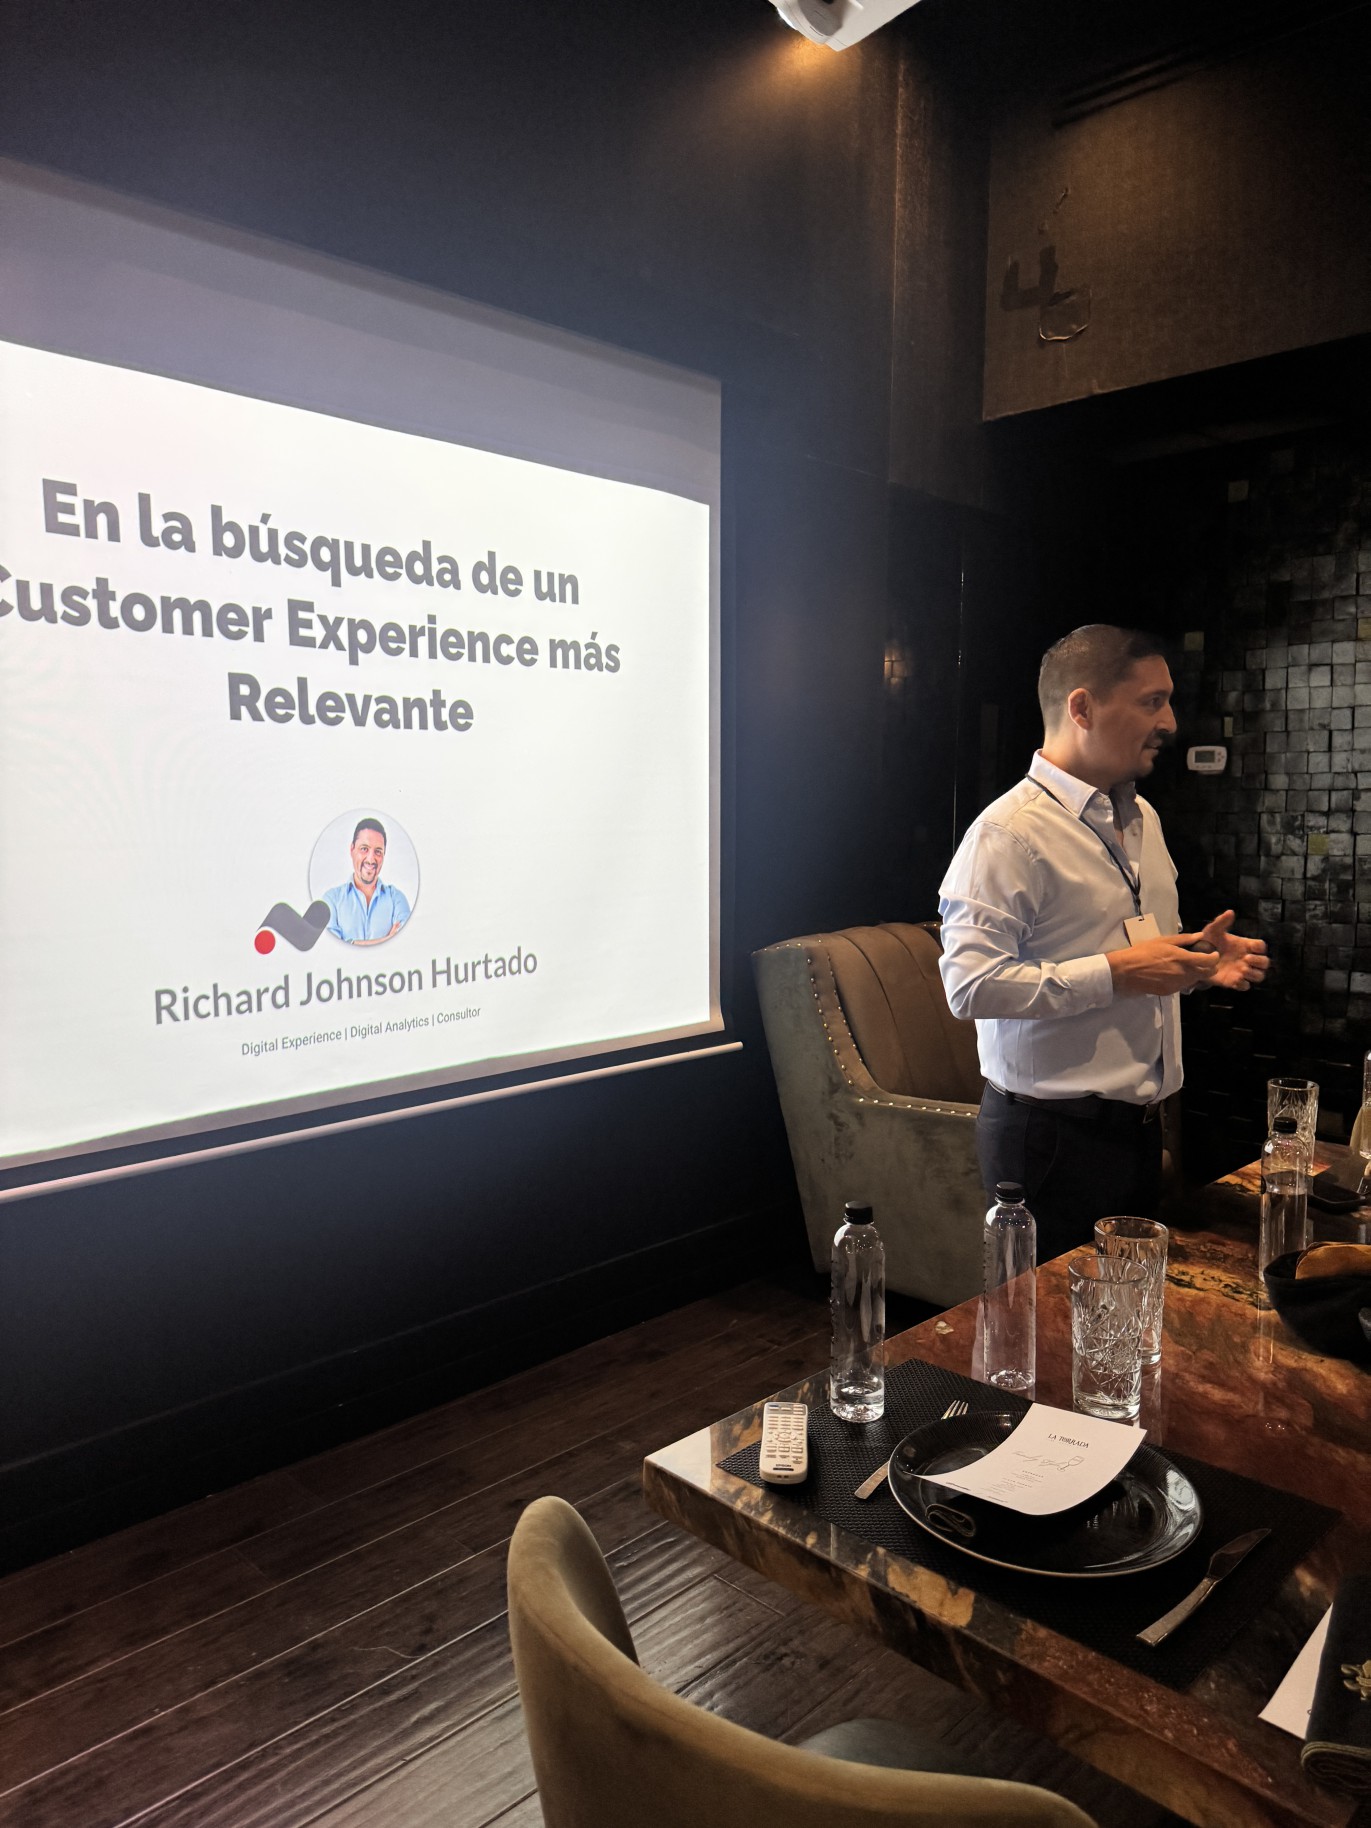 En la búsqueda de un
Customer Experience más
Relevante
Richard Johnson Hurtado
Digital Experience | Digital Analytics | Consultor
LA TORRADA